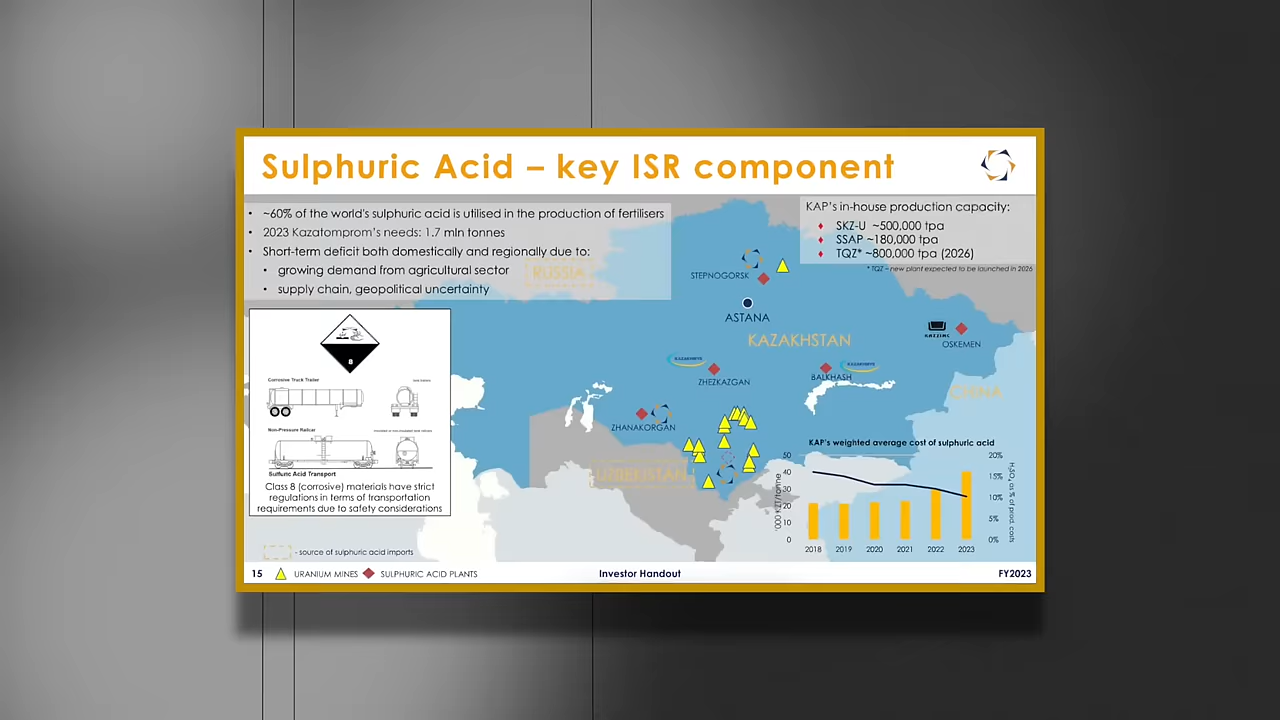 Sulphuric Acid – key ISR component
• ~60% of the world's sulphuric acid is utilised in the production of fertilisers
• 2023 Kazatomprom's needs: 1.7 mln tonnes
• Short-term deficit both domestically and regionally due to:
• growing demand from agricultural sector
• supply chain, geopolitical uncertainty
KAP's in-house production capacity:
SKZ-U ~500,000 tpa
SSAP ~180,000 tpa
TQZ* ~800,000 tpa (2026)
* TQZ – new plant expected to be launched in 2026
RUSSIA
STEPNOGORSK
ASTANA
KAZAKHSTAN
KAZZINC
OSKEMEN
KAZAKHMYS
ZHEZKAZGAN
KAZAKHMYS
BALKHASH
CHINA
ZHANAKORGAN
UZBEKISTAN
8
Corrosive Truck Trailer
Non-Pressure Railcar
Sulfuric Acid Transport
Class 8 (corrosive) materials have strict
regulations in terms of transportation
requirements due to safety considerations
- source of sulphuric acid imports
KAP's weighted average cost of sulphuric acid
'000 KZT/tonne
50
40
30
20
10
0
20%
15%
10%
5%
0%
H₂SO₄ as % of prod. costs
2018 2019 2020 2021 2022 2023
15 URANIUM MINES SULPHURIC ACID PLANTS Investor Handout FY2023